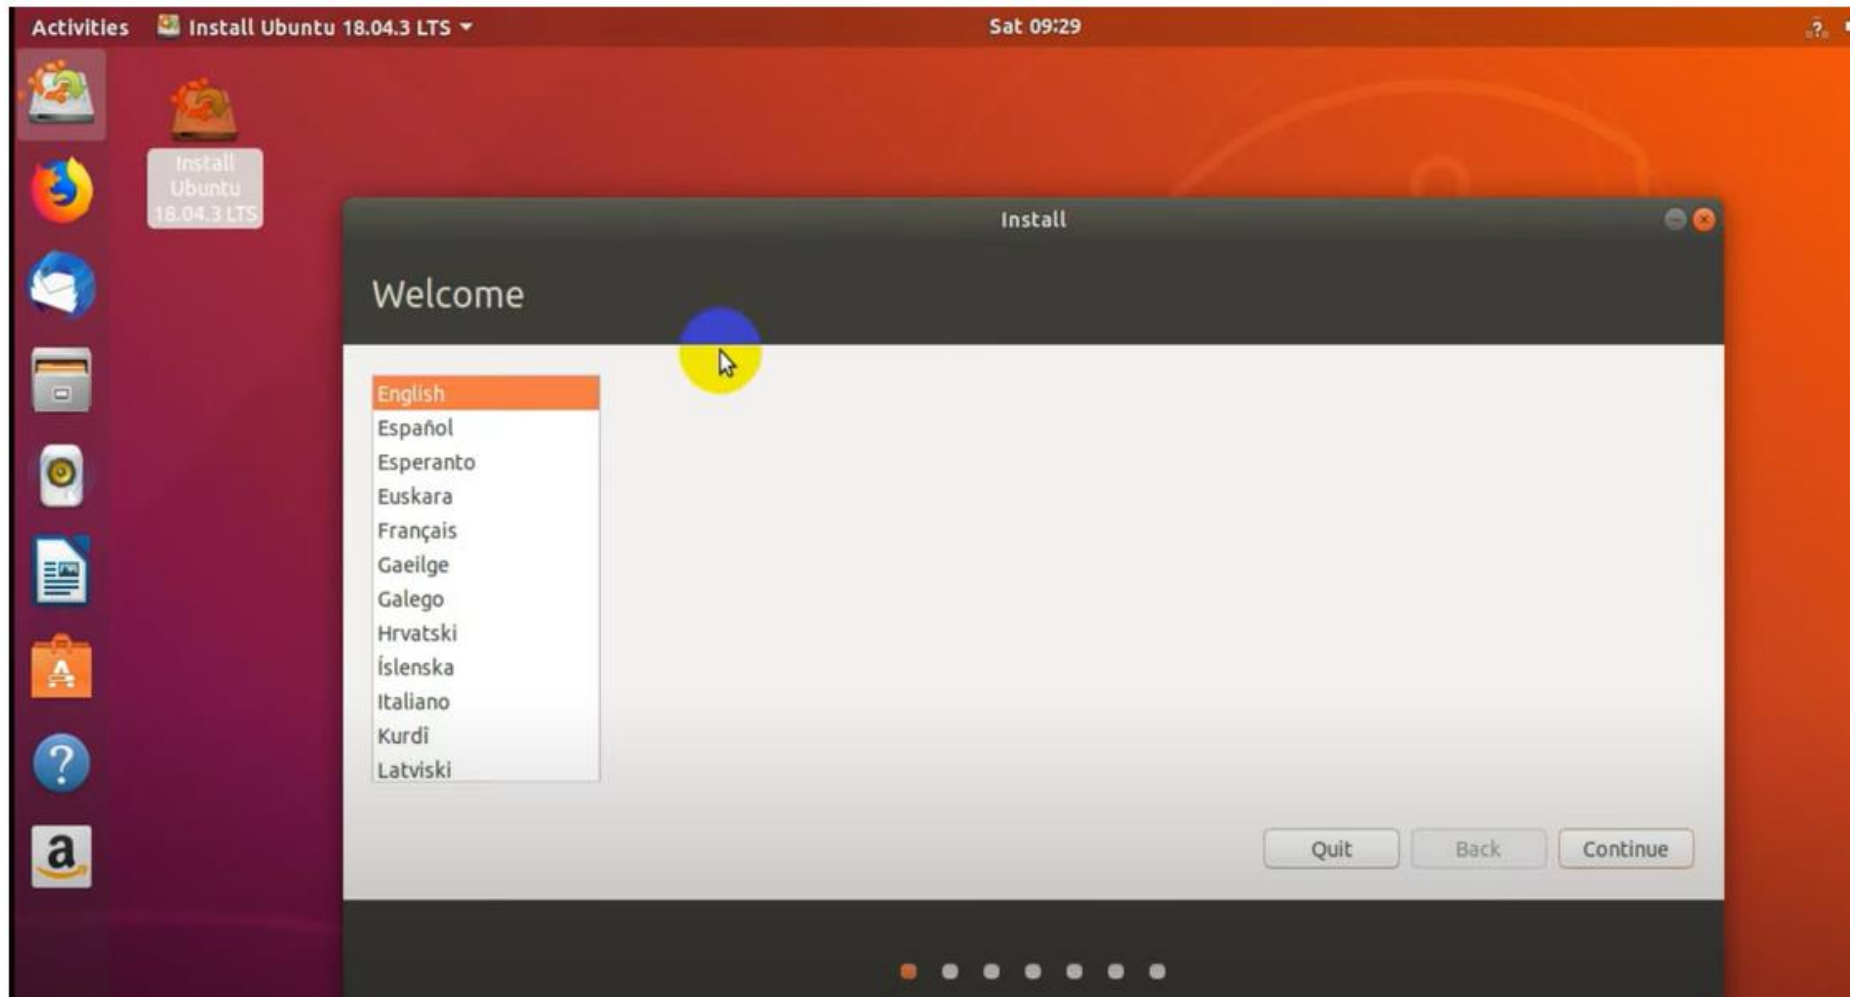 Activities Install Ubuntu 18.04.3 LTS Sat 09:29 ?
Install
Ubuntu
18.04.3 LTS
Install
Welcome
English
Español
Esperanto
Euskara
Français
Gaeilge
Galego
Hrvatski
Íslenska
Italiano
Kurdî
Latviski
Quit Back Continue
A
?
a